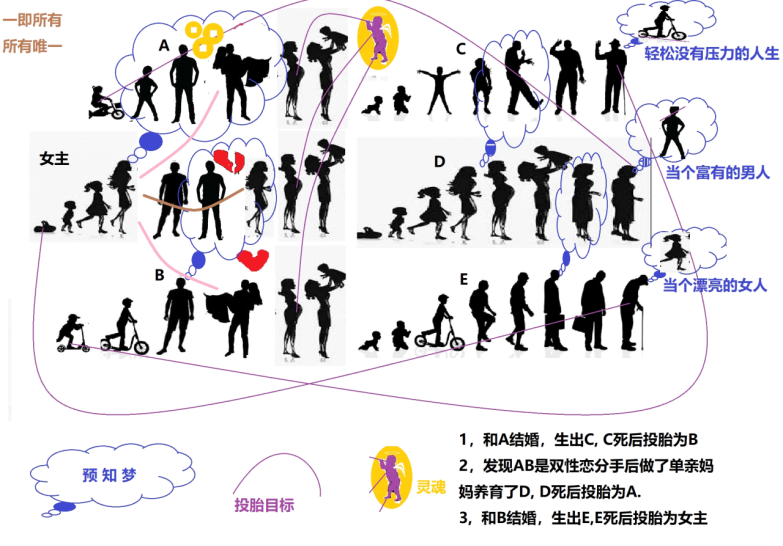 一即所有
所有唯一
A
C
轻松没有压力的人生
女主
D
当个富有的男人
B
E
当个漂亮的女人
预知梦
投胎目标
灵魂
1，和A结婚，生出C, C死后投胎为B
2，发现AB是双性恋分手后做了单亲妈
妈养育了D, D死后投胎为A.
3，和B结婚，生出E,E死后投胎为女主